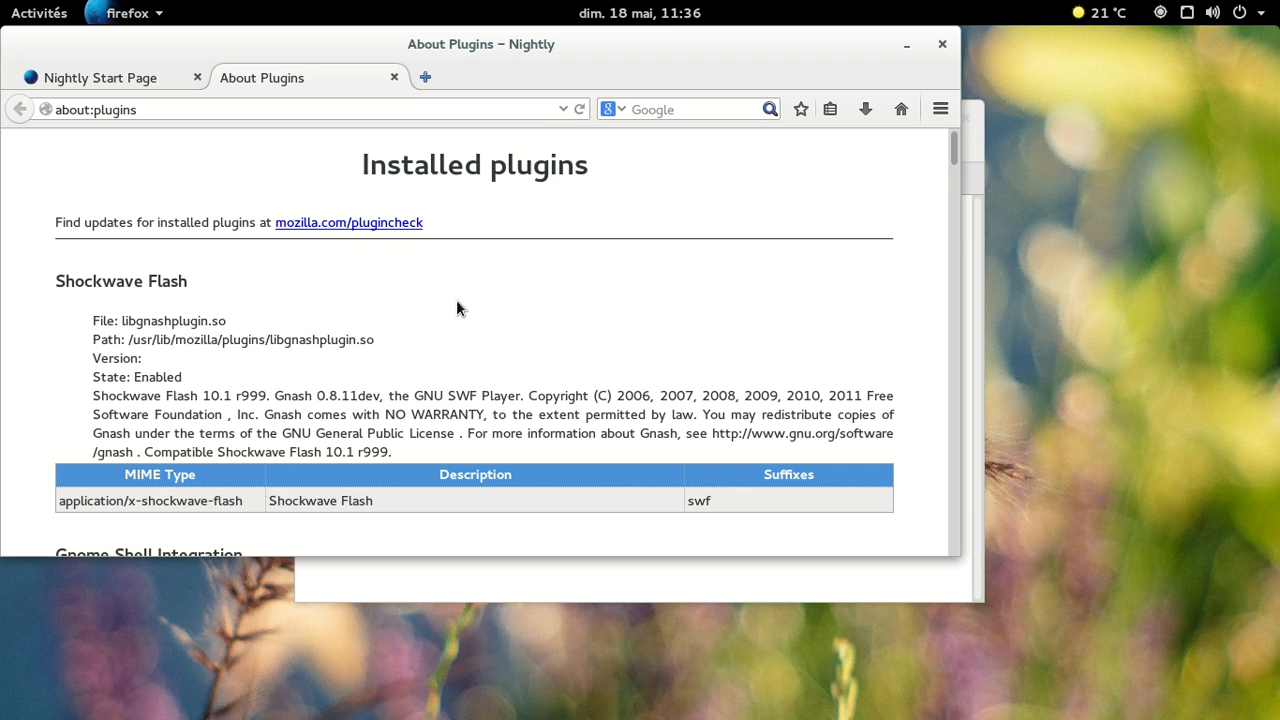 Activités firefox dim. 18 mai, 11:36 21 °C
About Plugins – Nightly
Nightly Start Page About Plugins
about:plugins Google
Installed plugins
Find updates for installed plugins at mozilla.com/plugincheck
Shockwave Flash
File: libgnashplugin.so
Path: /usr/lib/mozilla/plugins/libgnashplugin.so
Version:
State: Enabled
Shockwave Flash 10.1 r999. Gnash 0.8.11dev, the GNU SWF Player. Copyright (C) 2006, 2007, 2008, 2009, 2010, 2011 Free
Software Foundation , Inc. Gnash comes with NO WARRANTY, to the extent permitted by law. You may redistribute copies of
Gnash under the terms of the GNU General Public License . For more information about Gnash, see http://www.gnu.org/software
/gnash . Compatible Shockwave Flash 10.1 r999.
MIME Type Description Suffixes
application/x-shockwave-flash Shockwave Flash swf
Gnome Shell Integration